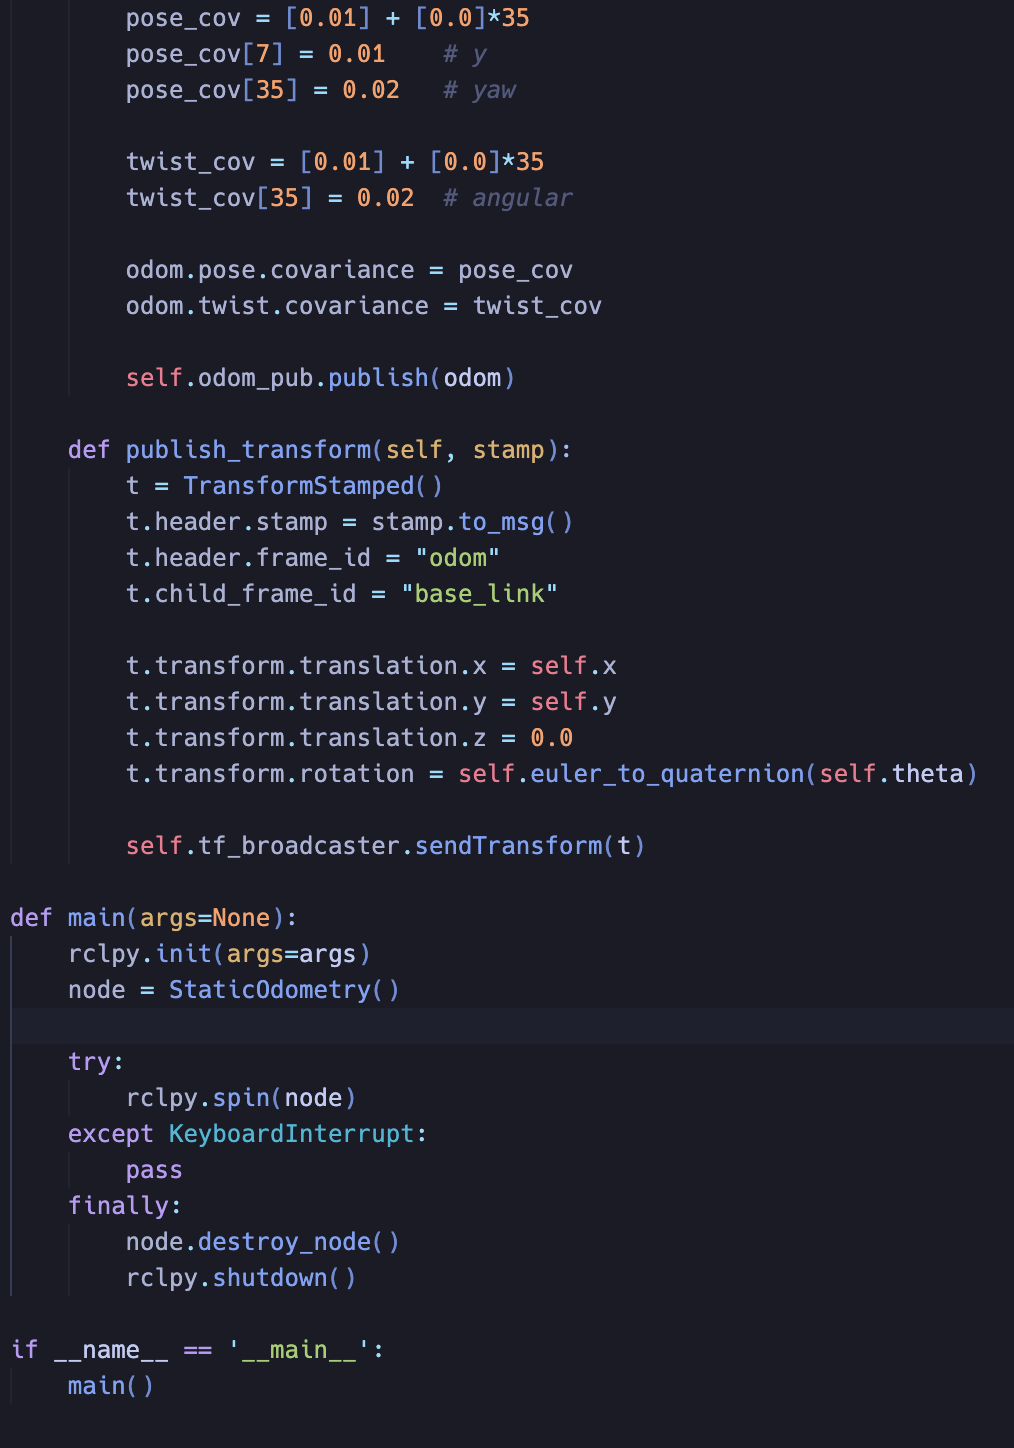 pose_cov = [0.01] + [0.0]*35
pose_cov[7] = 0.01    # y
pose_cov[35] = 0.02   # yaw
twist_cov = [0.01] + [0.0]*35
twist_cov[35] = 0.02  # angular
odom.pose.covariance = pose_cov
odom.twist.covariance = twist_cov
self.odom_pub.publish(odom)
def publish_transform(self, stamp):
t = TransformStamped()
t.header.stamp = stamp.to_msg()
t.header.frame_id = "odom"
t.child_frame_id = "base_link"
t.transform.translation.x = self.x
t.transform.translation.y = self.y
t.transform.translation.z = 0.0
t.transform.rotation = self.euler_to_quaternion(self.theta)
self.tf_broadcaster.sendTransform(t)
def main(args=None):
rclpy.init(args=args)
node = StaticOdometry()
try:
rclpy.spin(node)
except KeyboardInterrupt:
pass
finally:
node.destroy_node()
rclpy.shutdown()
if __name__ == '__main__':
main()